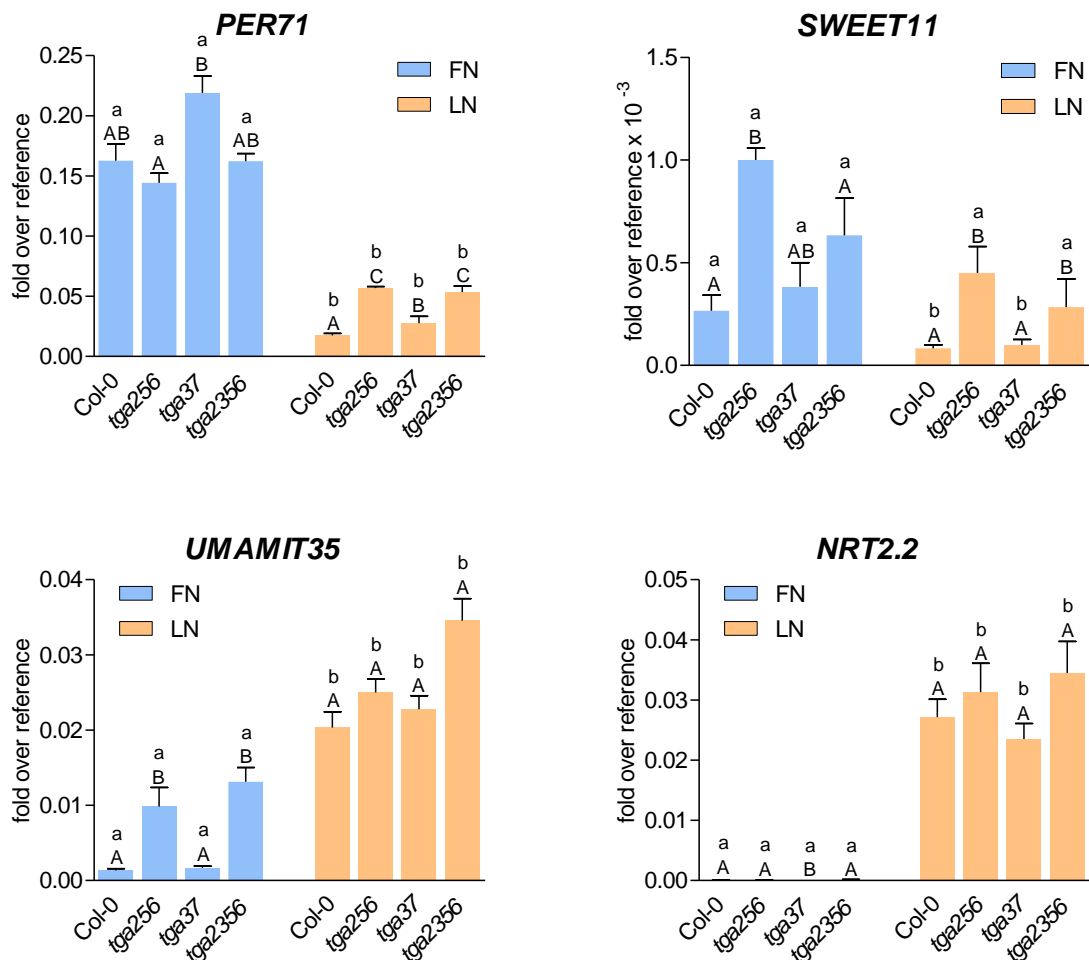 PER71
fold over reference
0.25
0.20
0.15
0.10
0.05
0.00
FN
LN
a a a a b b b b
AB A B AB A C B C
Col-0 tga256 tga37 tga2356 Col-0 tga256 tga37 tga2356
SWEET11
fold over reference x 10 -3
1.5
1.0
0.5
0.0
FN
LN
a a a a b a b a
A B AB A A B A B
Col-0 tga256 tga37 tga2356 Col-0 tga256 tga37 tga2356
UMAMIT35
fold over reference
0.04
0.03
0.02
0.01
0.00
FN
LN
a a a a b b b b
A B A B A A A A
Col-0 tga256 tga37 tga2356 Col-0 tga256 tga37 tga2356
NRT2.2
fold over reference
0.05
0.04
0.03
0.02
0.01
0.00
FN
LN
a a a a b b b b
A A B A A A A A
Col-0 tga256 tga37 tga2356 Col-0 tga256 tga37 tga2356